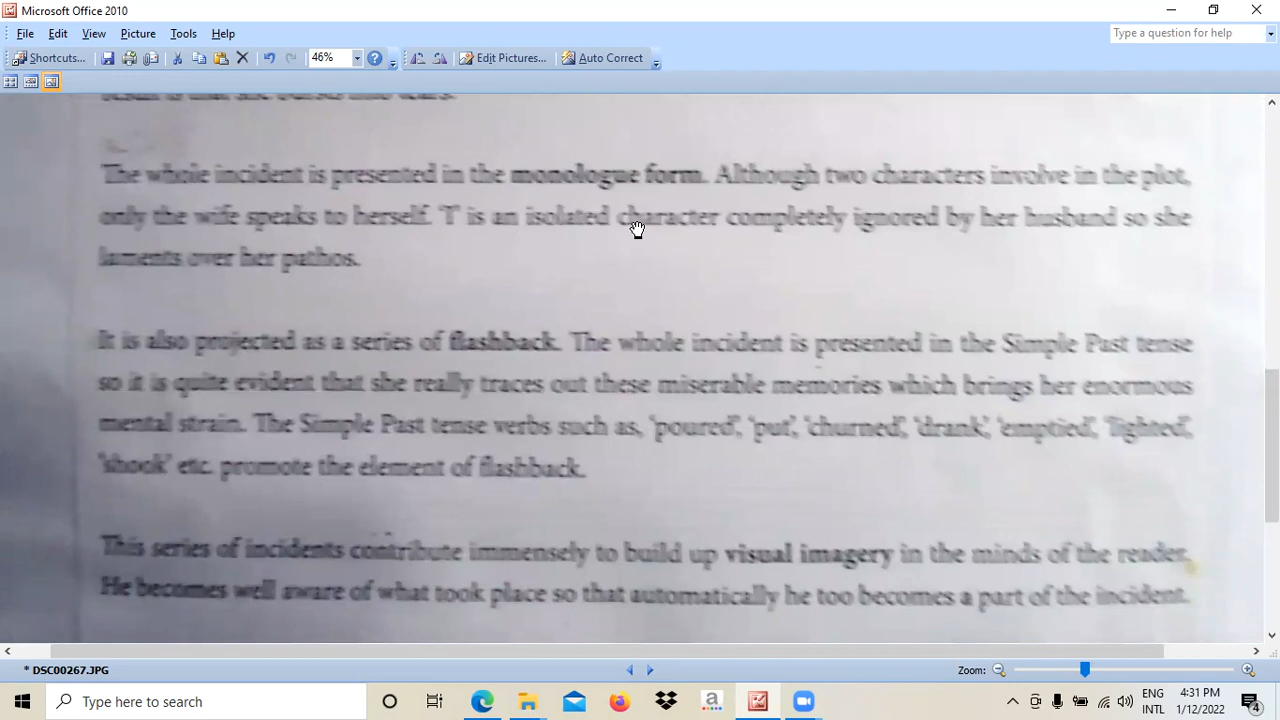 Microsoft Office 2010
File Edit View Picture Tools Help
Type a question for help
Shortcuts... 46% Edit Pictures... Auto Correct
result is that she bursts into tears.
The whole incident is presented in the monologue form. Although two characters involve in the plot,
only the wife speaks to herself. 'I' is an isolated character completely ignored by her husband so she
laments over her pathos.
It is also projected as a series of flashback. The whole incident is presented in the Simple Past tense
so it is quite evident that she really traces out these miserable memories which brings her enormous
mental strain. The Simple Past tense verbs such as, 'poured', 'put', 'churned', 'drank', 'emptied', 'lighted',
'shook' etc. promote the element of flashback.
This series of incidents contribute immensely to build up visual imagery in the minds of the reader.
He becomes well aware of what took place so that automatically he too becomes a part of the incident.
* DSC00267.JPG
Zoom:
Type here to search
a
ENG
INTL
4:31 PM
1/12/2022
4